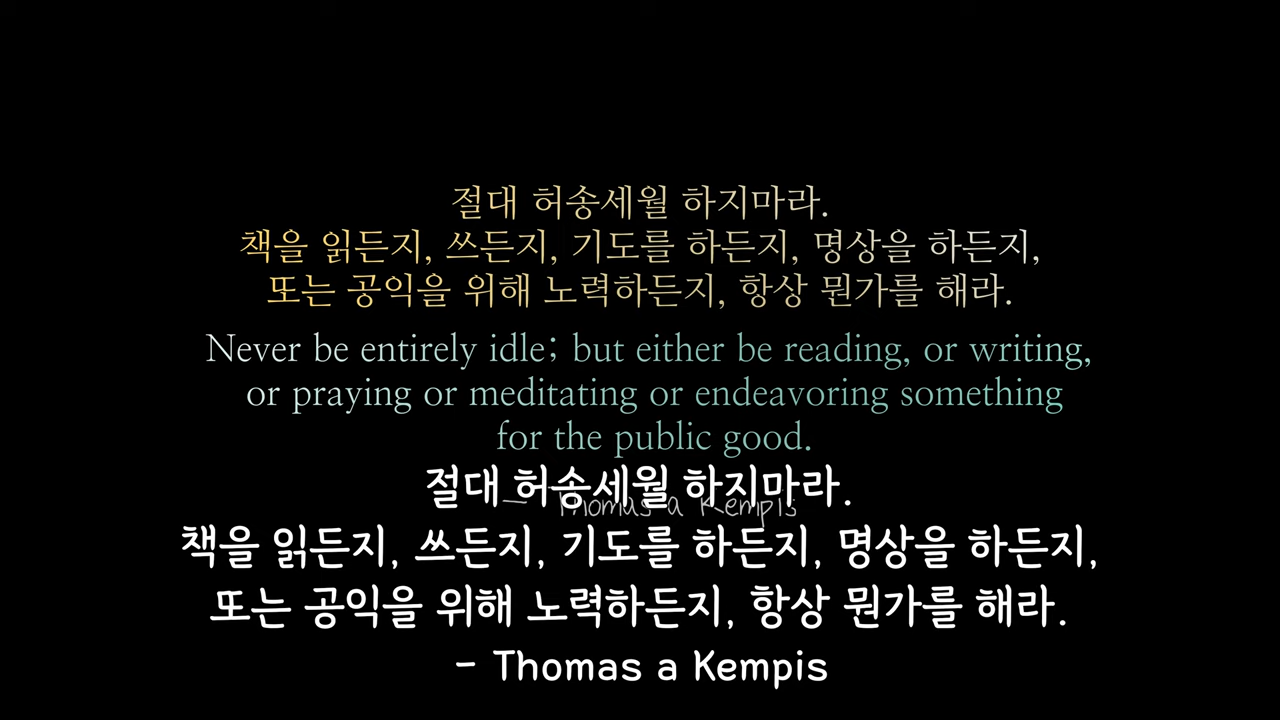 절대 허송세월 하지마라.
책을 읽든지, 쓰든지, 기도를 하든지, 명상을 하든지,
또는 공익을 위해 노력하든지, 항상 뭔가를 해라.
Never be entirely idle; but either be reading, or writing,
or praying or meditating or endeavoring something
for the public good.
– Thomas a Kempis
절대 허송세월 하지마라.
책을 읽든지, 쓰든지, 기도를 하든지, 명상을 하든지,
또는 공익을 위해 노력하든지, 항상 뭔가를 해라.
- Thomas a Kempis